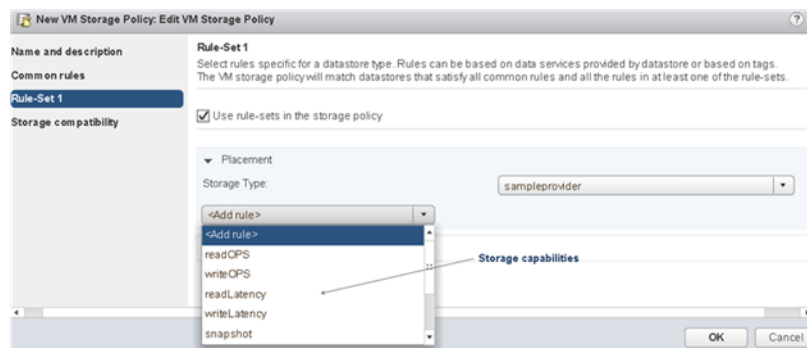 New VM Storage Policy: Edit VM Storage Policy
?
Name and description
Common rules
Rule-Set 1
Storage compatibility
Rule-Set 1
Select rules specific for a datastore type. Rules can be based on data services provided by datastore or based on tags.
The VM storage policy will match datastores that satisfy all common rules and all the rules in at least one of the rule-sets.
Use rule-sets in the storage policy
Placement
Storage Type:
sampleprovider
<Add rule>
<Add rule>
readOPS
writeOPS
readLatency
writeLatency
snapshot
Storage capabilities
OK
Cancel